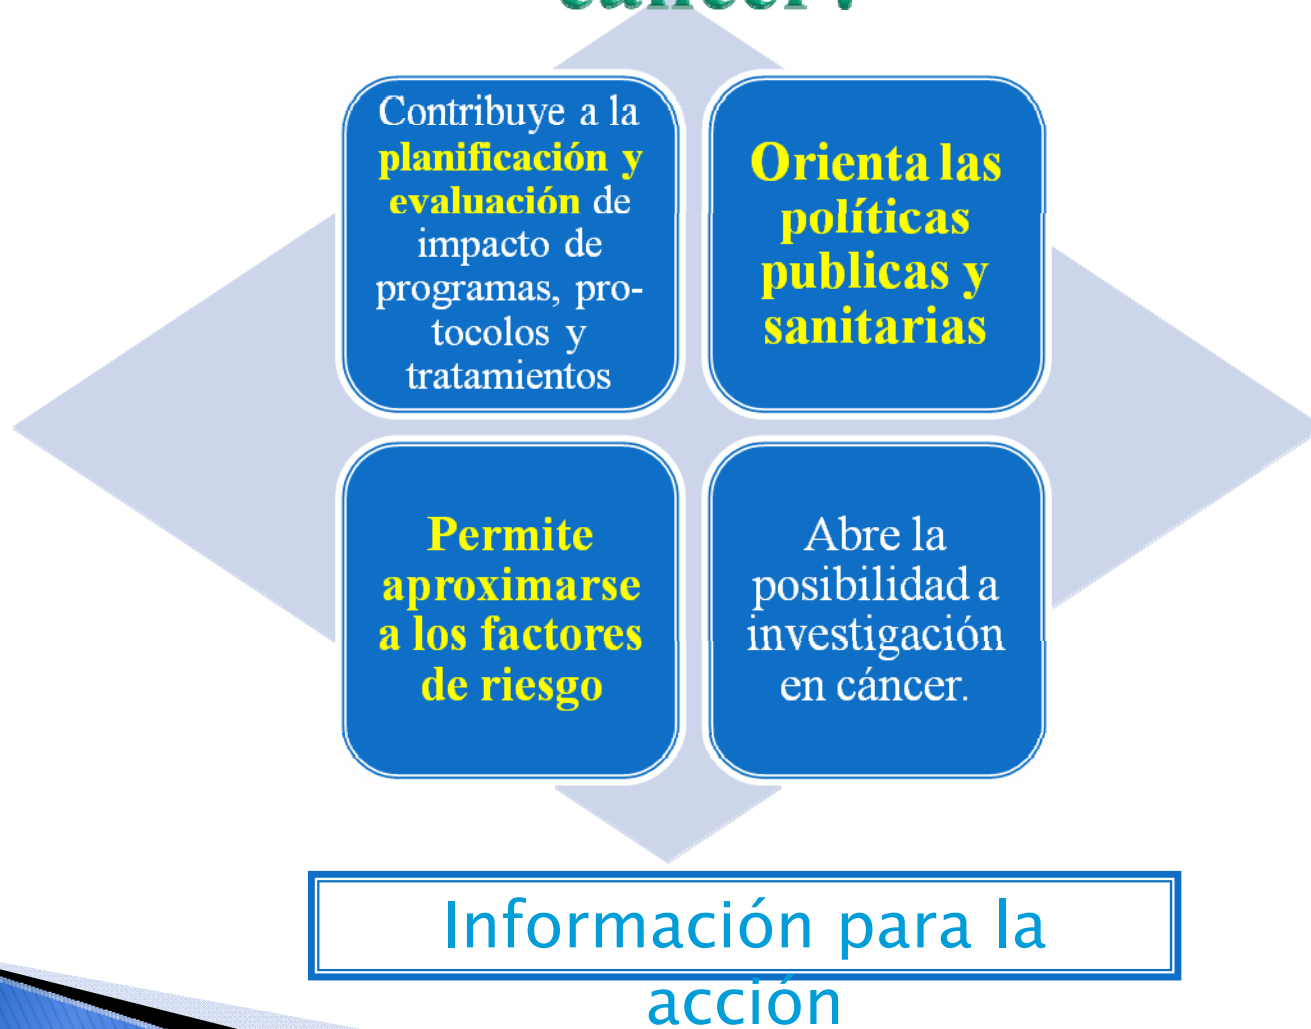 cáncer?
Contribuye a la
planificación y
evaluación de
impacto de
programas, pro-
tocolos y
tratamientos
Orienta las
políticas
publicas y
sanitarias
Permite
aproximarse
a los factores
de riesgo
Abre la
posibilidad a
investigación
en cáncer.
Información para la
acción